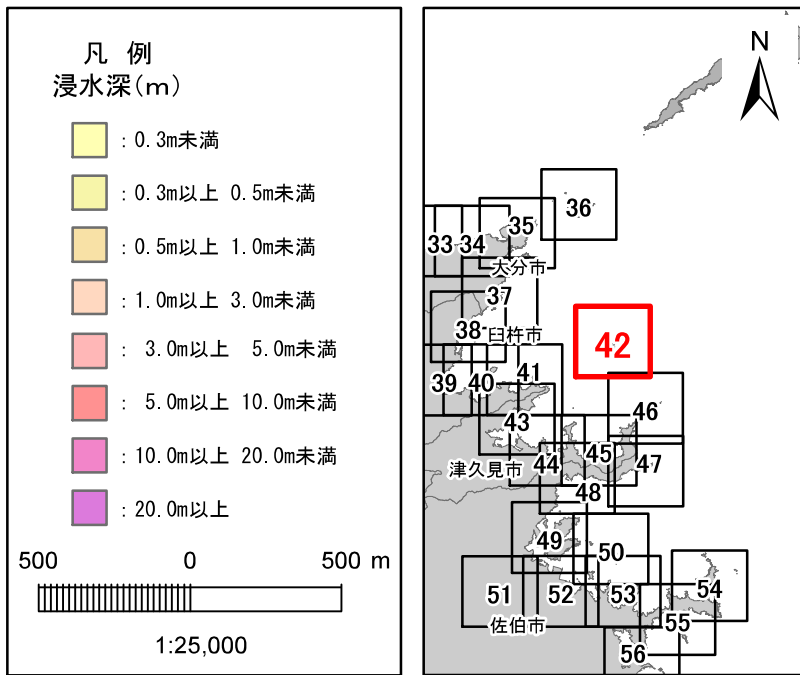 凡 例
浸水深(m)
: 0.3m未満
: 0.3m以上 0.5m未満
: 0.5m以上 1.0m未満
: 1.0m以上 3.0m未満
: 3.0m以上 5.0m未満
: 5.0m以上 10.0m未満
: 10.0m以上 20.0m未満
: 20.0m以上
500 0 500 m
1:25,000
N
36
35
33 34
大分市
37
38 臼杵市
42
41
39 40
46
43
45
津久見市 44 47
48
49 50
51 52 53 54
佐伯市 55
56